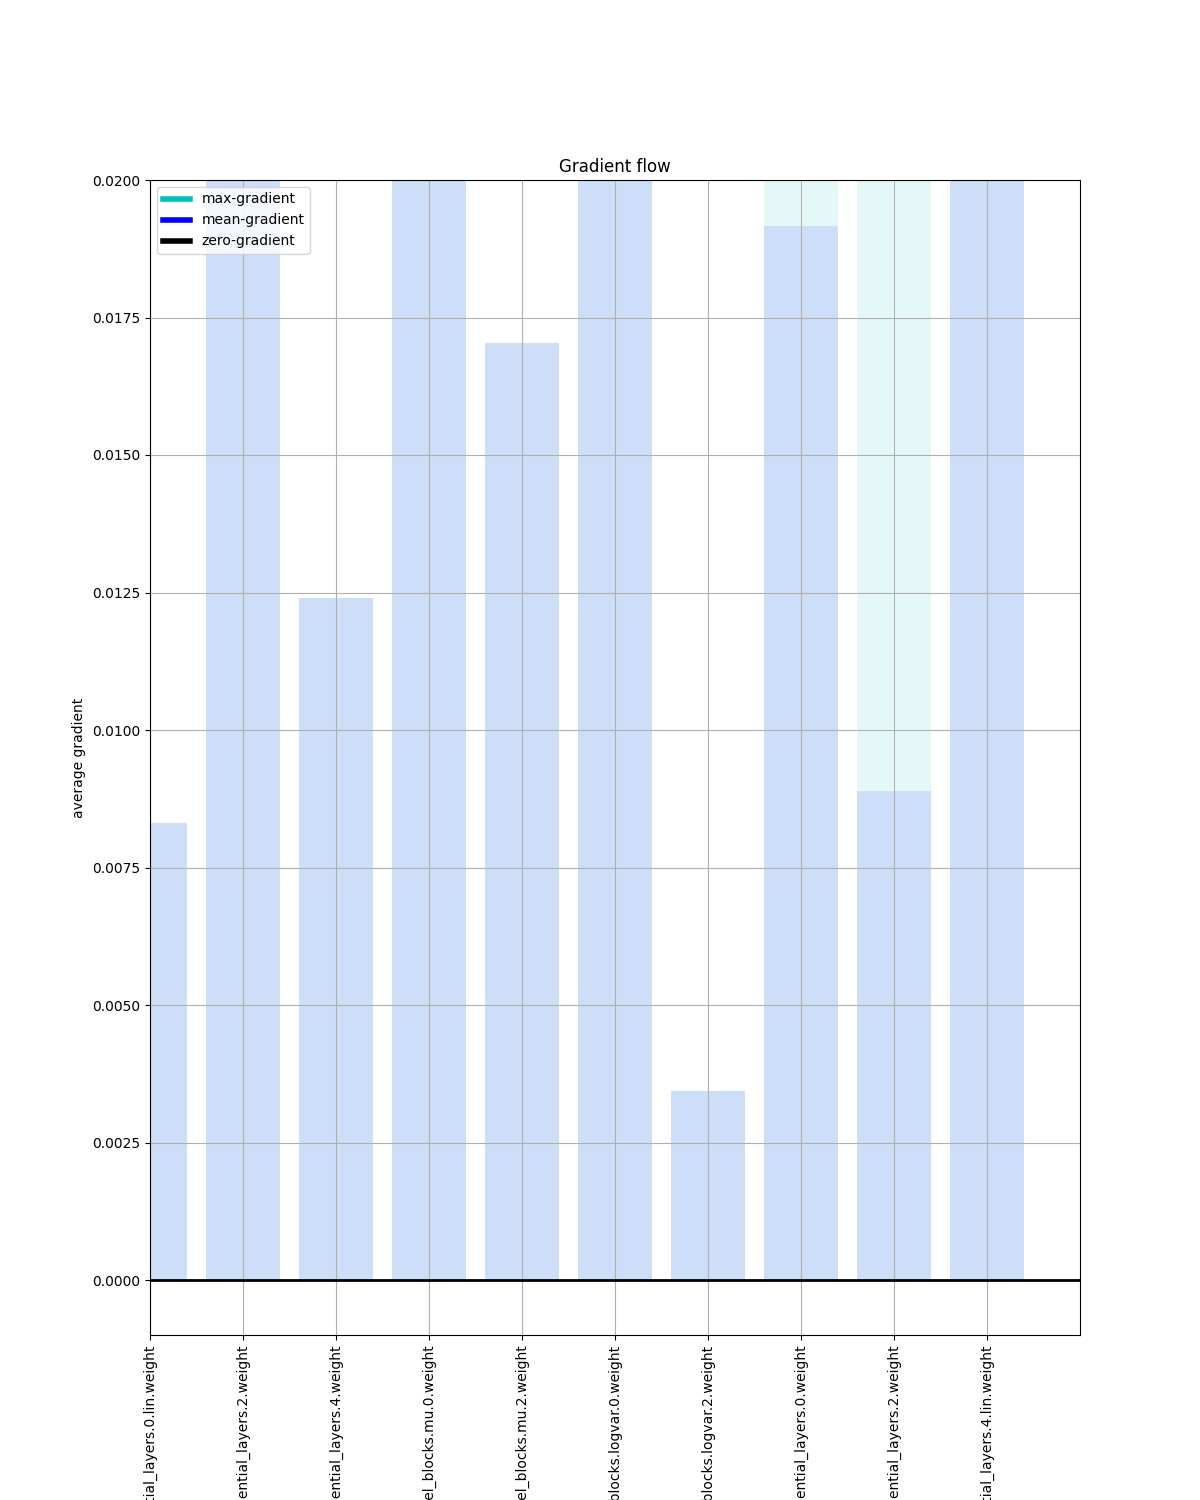 Gradient flow
max-gradient
mean-gradient
zero-gradient
0.0200
0.0175
0.0150
0.0125
0.0100
0.0075
0.0050
0.0025
0.0000
average gradient
tial_layers.0.lin.weight
ential_layers.2.weight
ential_layers.4.weight
el_blocks.mu.0.weight
el_blocks.mu.2.weight
blocks.logvar.0.weight
blocks.logvar.2.weight
ential_layers.0.weight
ential_layers.2.weight
tial_layers.4.lin.weight